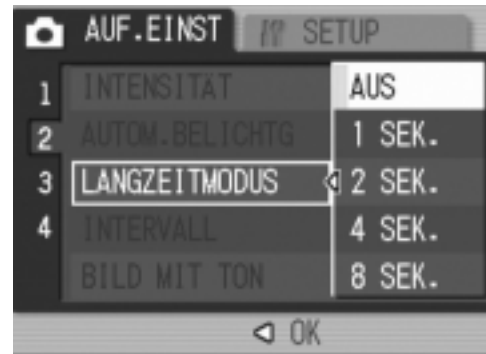 AUF.EINST SETUP
1 INTENSITÄT AUS
2 AUTOM.BELICHTG 1 SEK.
3 LANGZEITMODUS 2 SEK.
4 INTERVALL 4 SEK.
BILD MIT TON 8 SEK.
OK